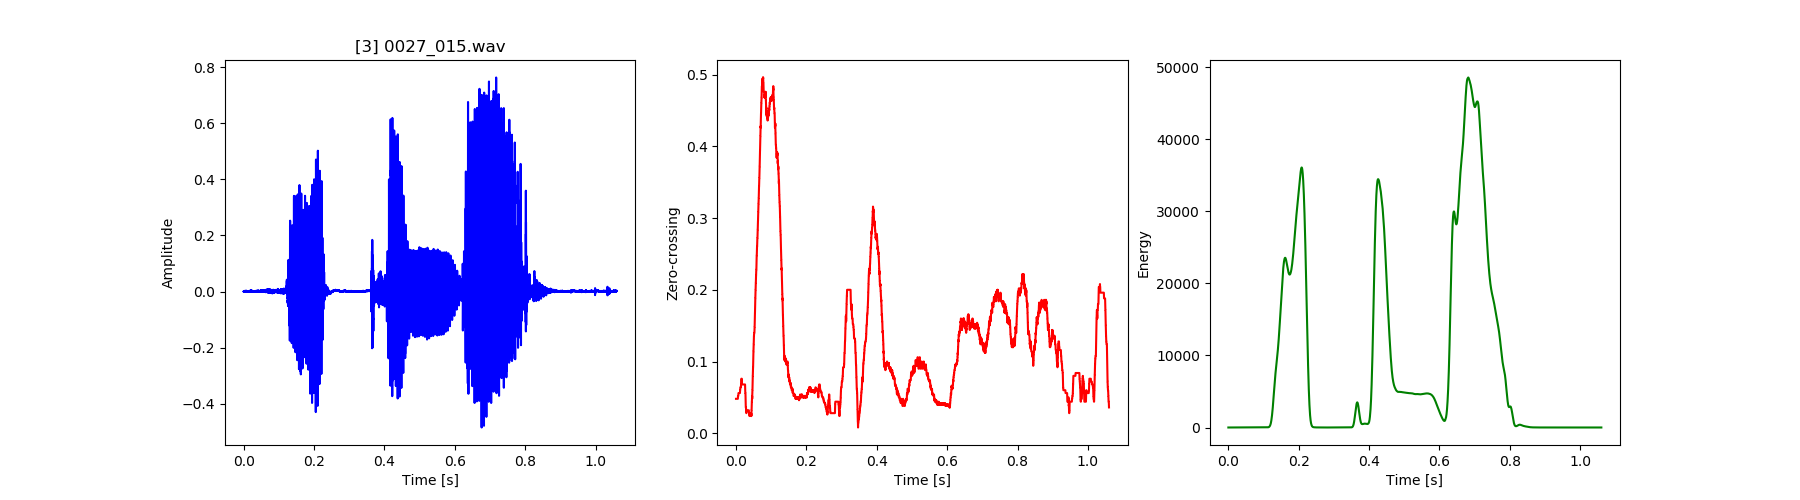 [3] 0027_015.wav
Amplitude
0.8
0.6
0.4
0.2
0.0
−0.2
−0.4
0.0 0.2 0.4 0.6 0.8 1.0
Time [s]
Zero-crossing
0.5
0.4
0.3
0.2
0.1
0.0
0.0 0.2 0.4 0.6 0.8 1.0
Time [s]
Energy
50000
40000
30000
20000
10000
0
0.0 0.2 0.4 0.6 0.8 1.0
Time [s]